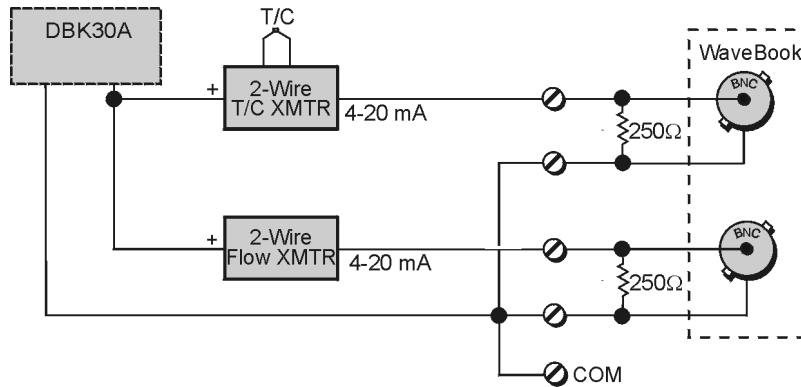 DBK30A
T/C
WaveBook
+
2-Wire
T/C XMTR
4-20 mA
BNC
250Ω
+
2-Wire
Flow XMTR
4-20 mA
BNC
250Ω
COM